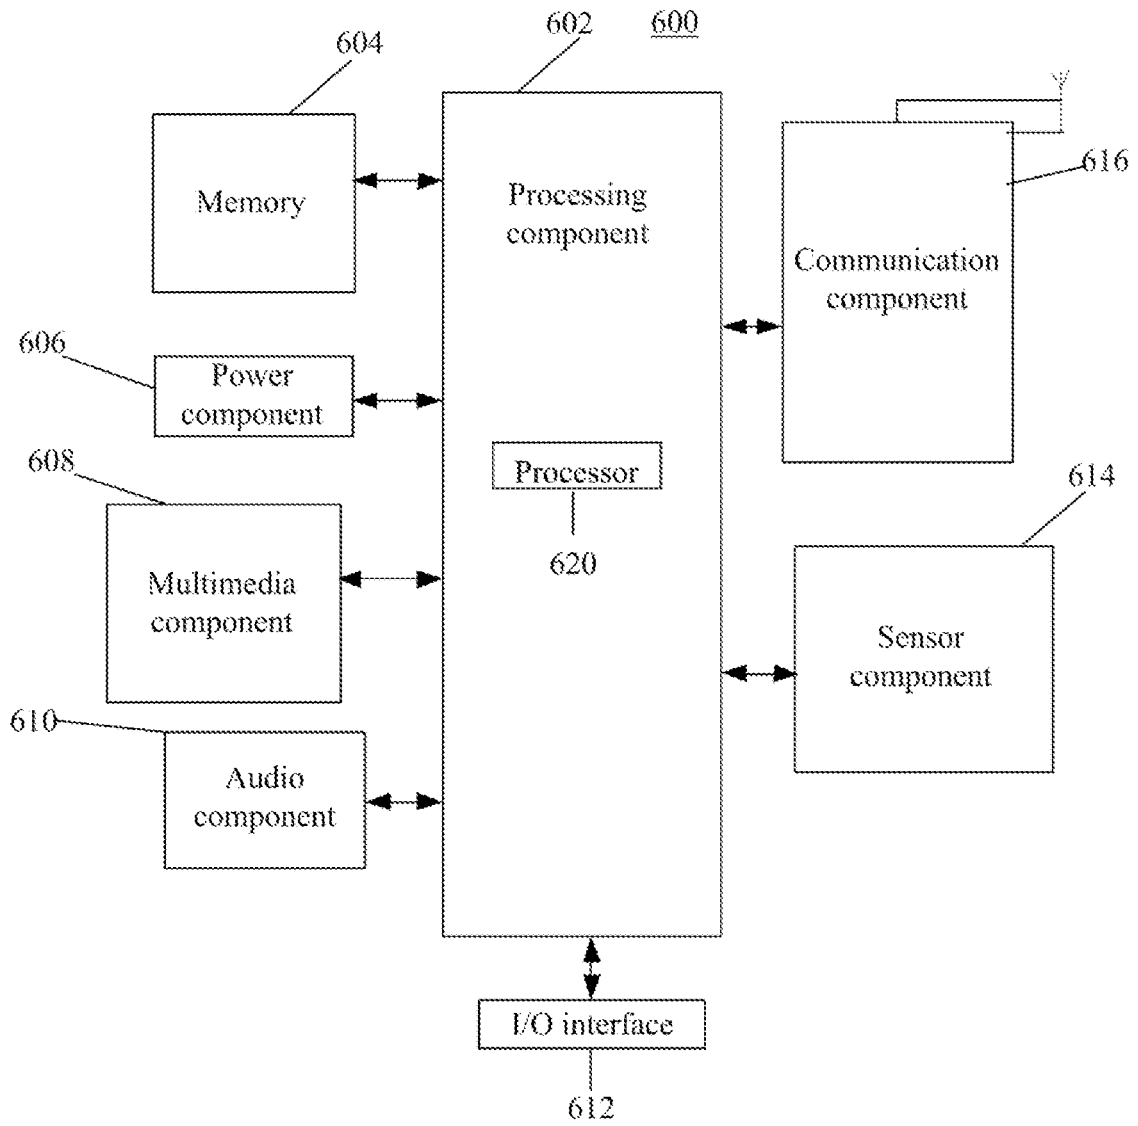 602
600
604
Memory
Processing
component
616
Communication
component
606
Power
component
608
Processor
620
614
Multimedia
component
Sensor
component
610
Audio
component
I/O interface
612